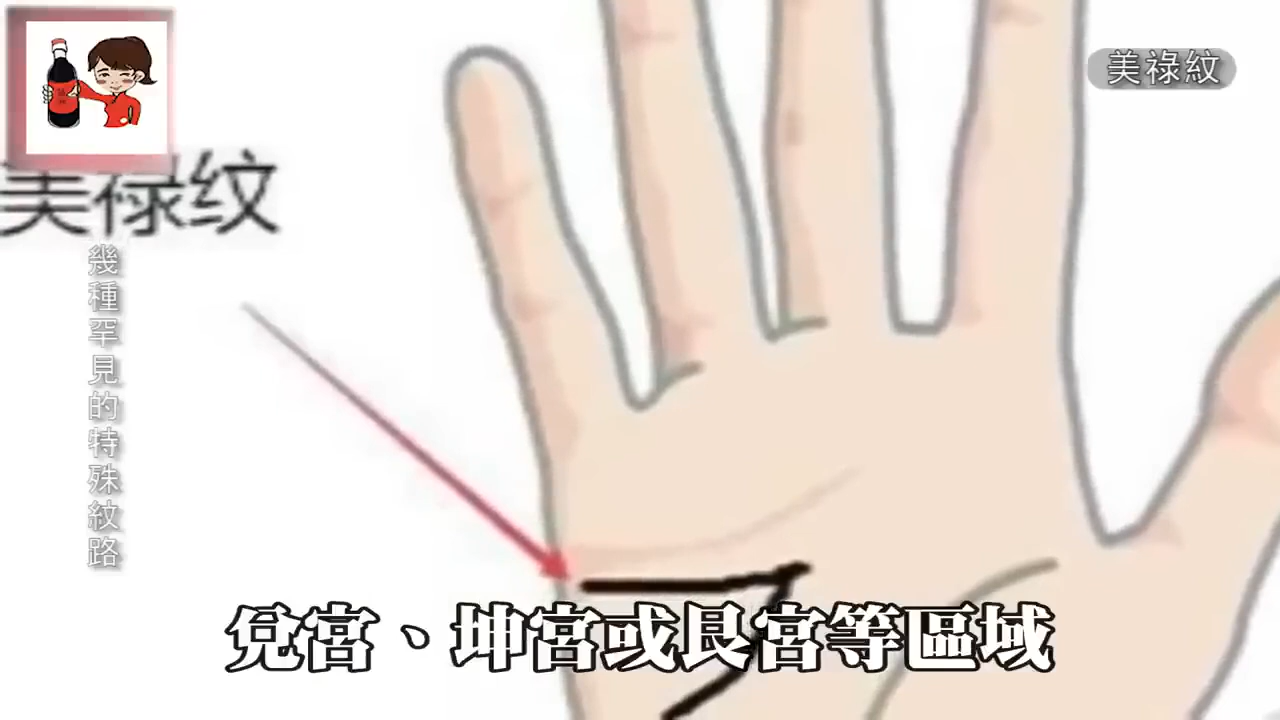 美祿紋
美禄纹
幾種罕見的特殊紋路
兌宮、坤宮或艮宮等區域